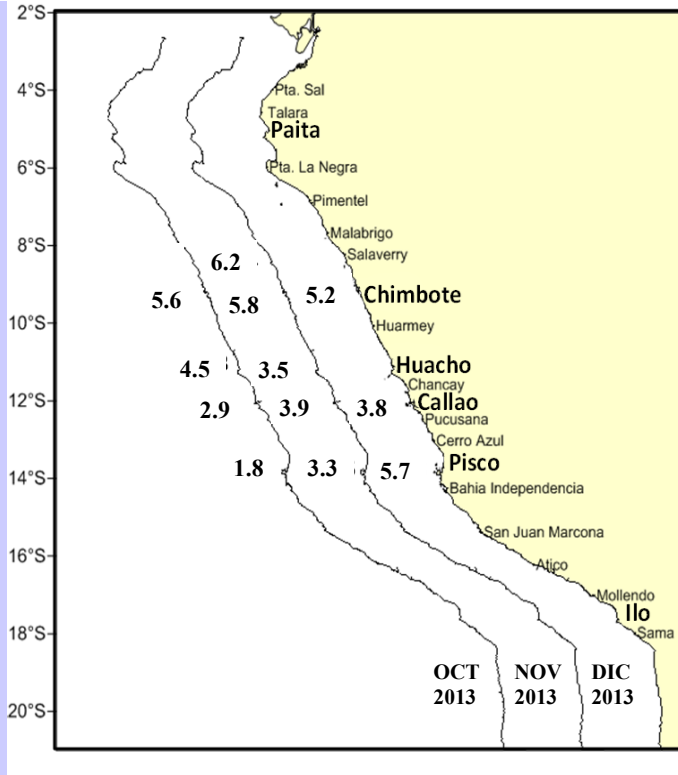 2°S
4°S
Pta. Sal
Talara
Paita
6°S
Pta. La Negra
Pimentel
Malabrigo
8°S
Salaverry
6.2
5.6
5.8
5.2
Chimbote
10°S
Huarmey
4.5
3.5
Huacho
Chancay
12°S
2.9
3.9
3.8
Callao
Pucusana
Cerro Azul
1.8
3.3
5.7
Pisco
14°S
Bahia Independencia
San Juan Marcona
16°S
Atico
Mollendo
Ilo
18°S
Sama
OCT NOV DIC
2013 2013 2013
20°S